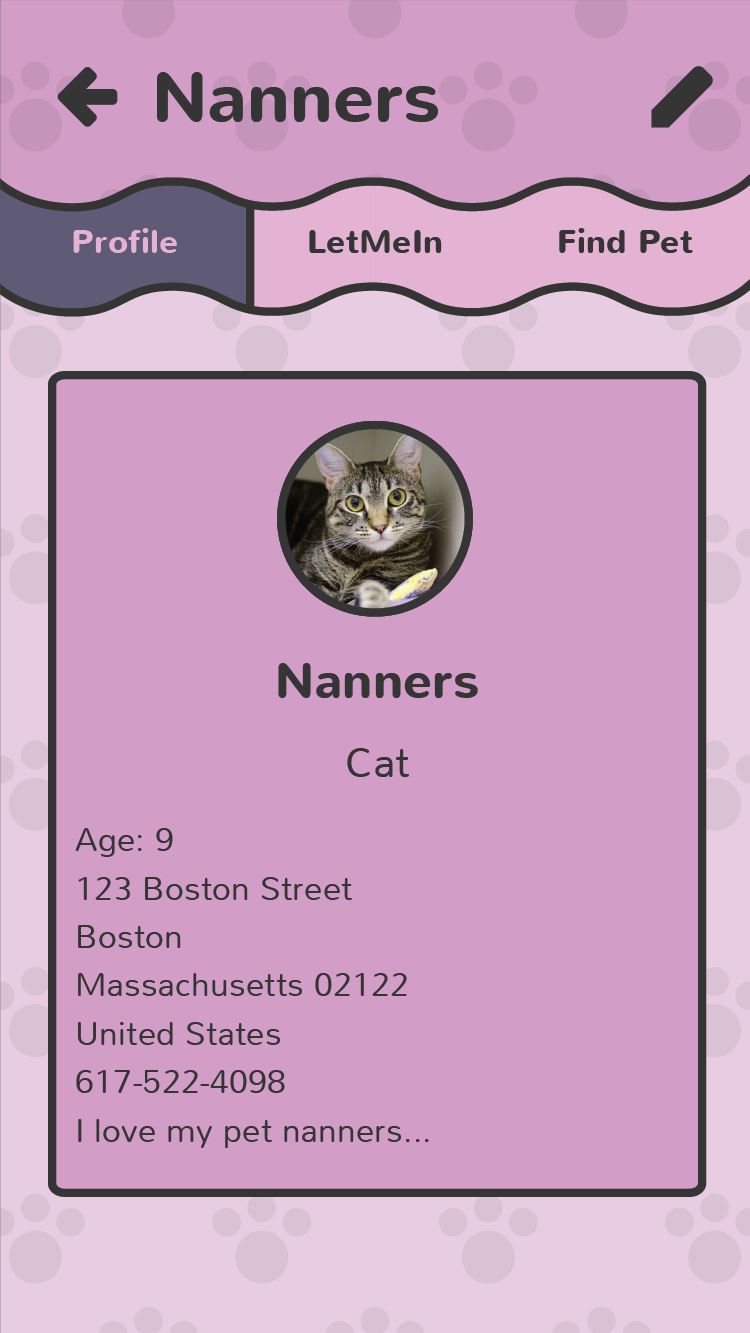 Nanners
Profile LetMeIn Find Pet
Nanners
Cat
Age: 9
123 Boston Street
Boston
Massachusetts 02122
United States
617-522-4098
I love my pet nanners...